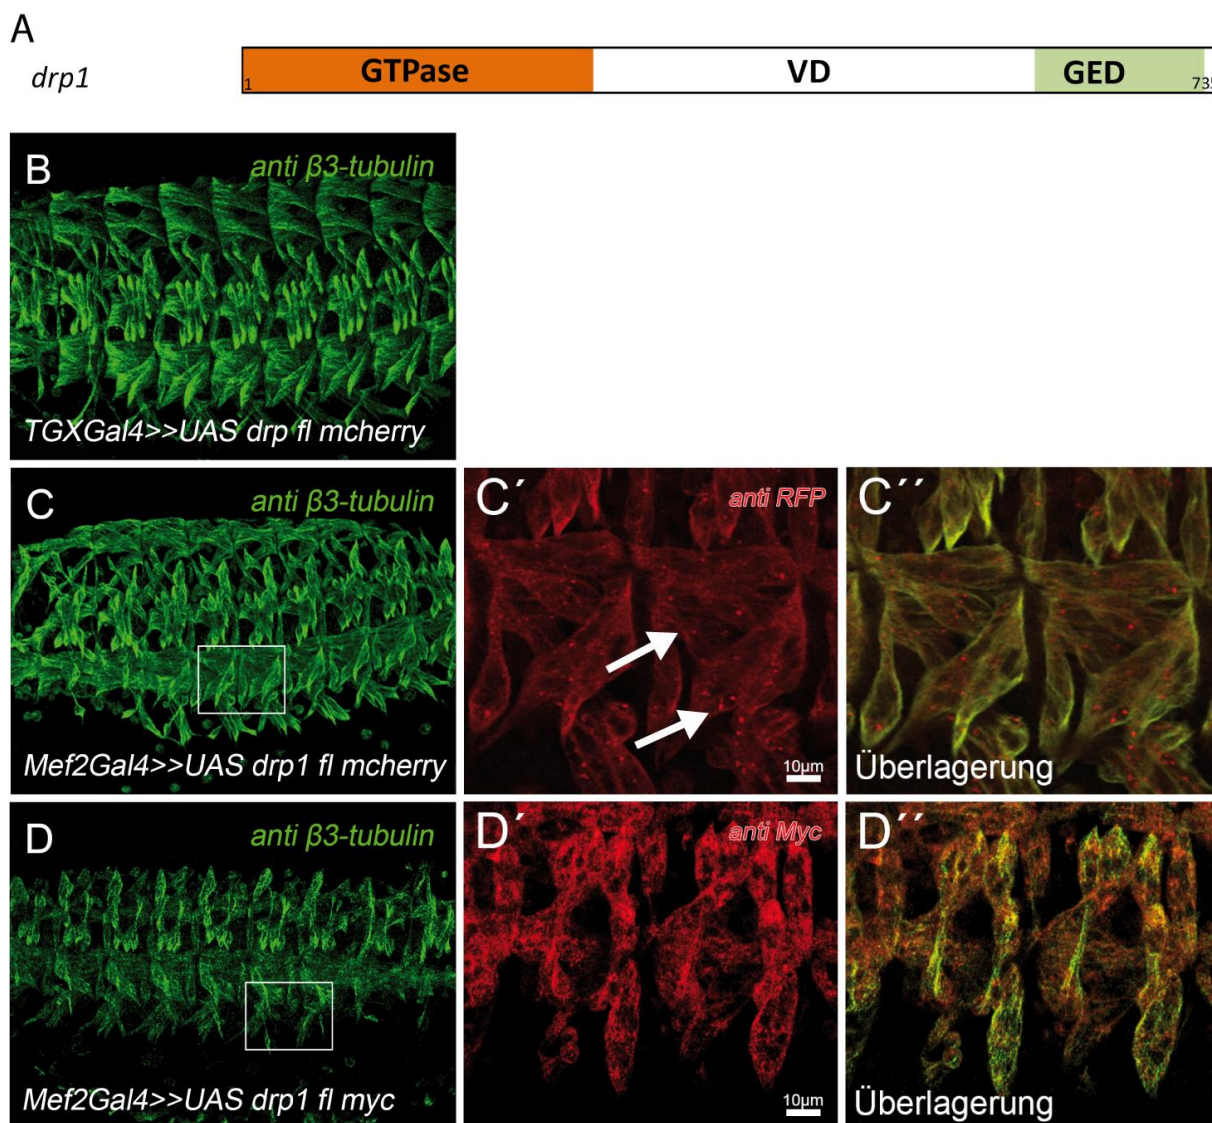 A
drp1
GTPase
VD
GED
1
735
B
anti β3-tubulin
TGXGal4>>UAS drp fl mcherry
C
anti β3-tubulin
Mef2Gal4>>UAS drp1 fl mcherry
C´
anti RFP
10µm
C´´
Überlagerung
D
anti β3-tubulin
Mef2Gal4>>UAS drp1 fl myc
D´
anti Myc
10µm
D´´
Überlagerung